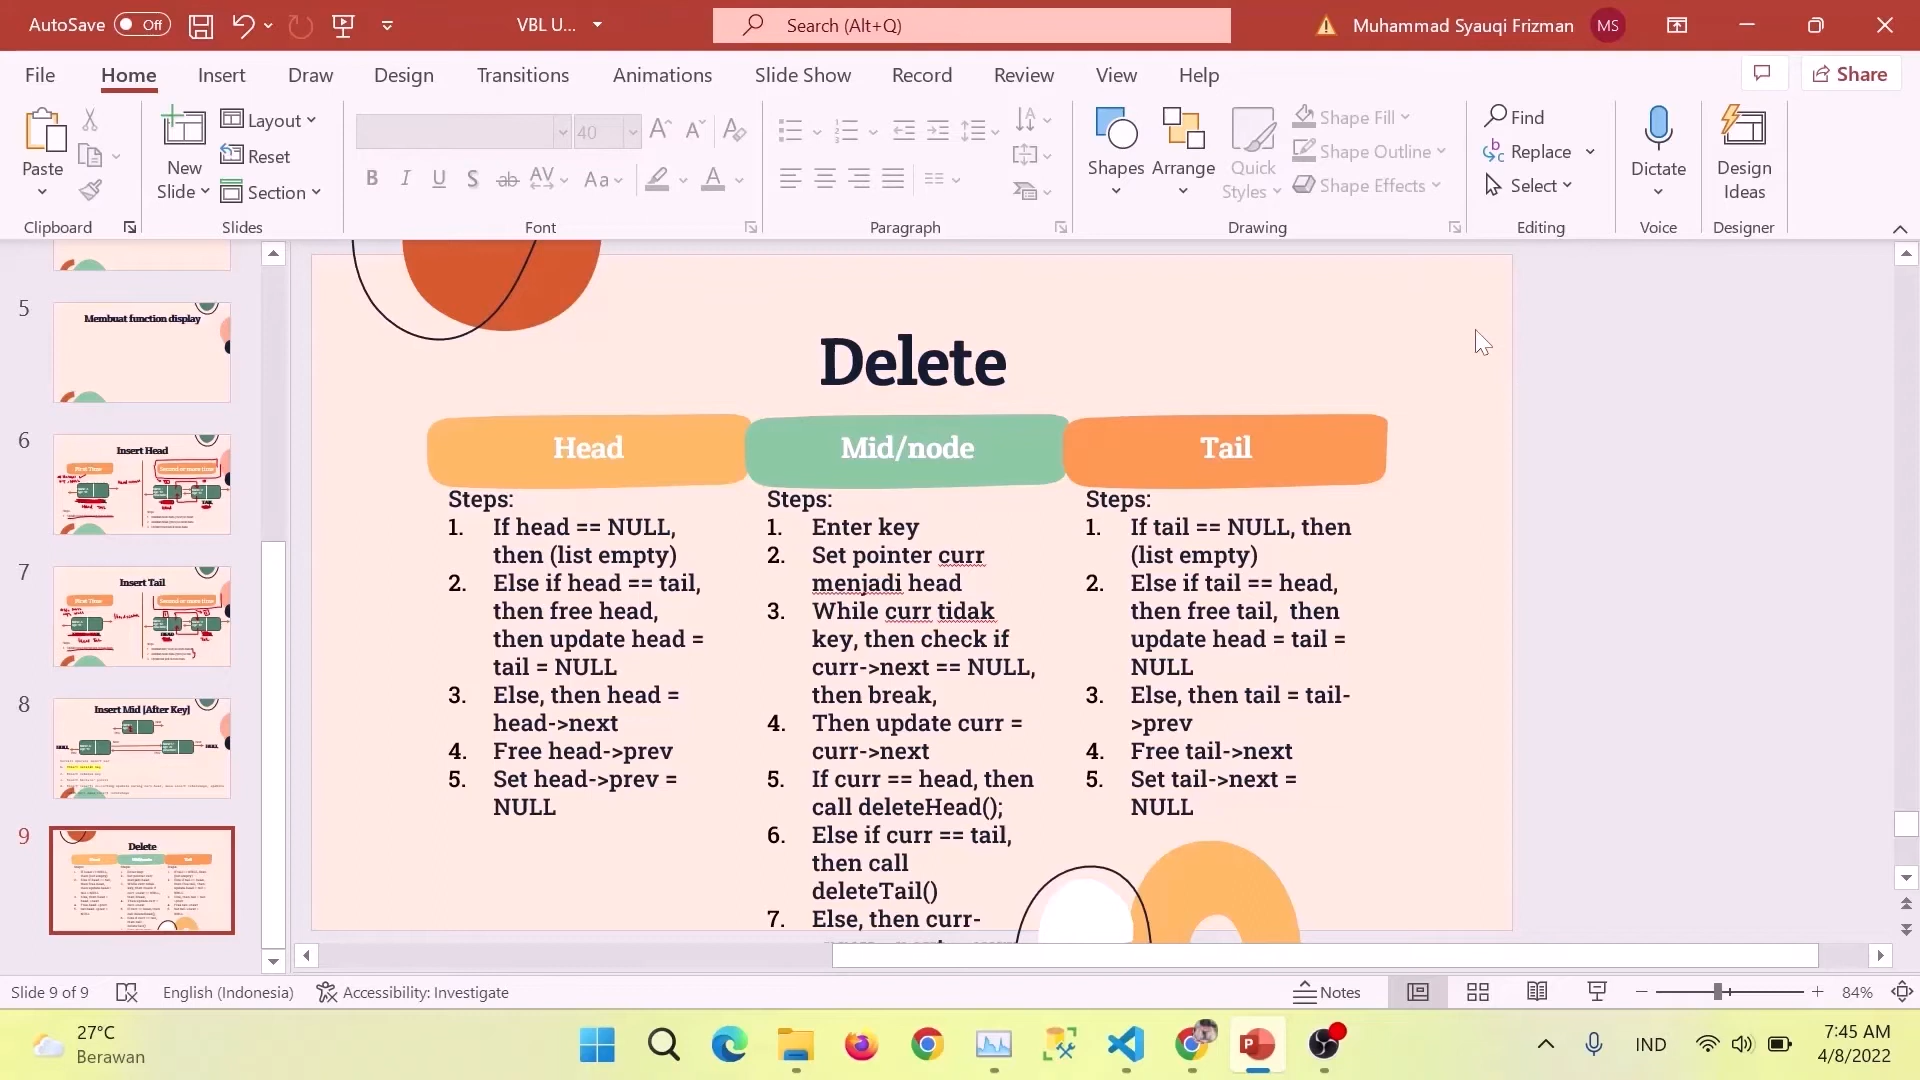 AutoSave Off
VBL U...
Search (Alt+Q)
Muhammad Syauqi Frizman MS
File Home Insert Draw Design Transitions Animations Slide Show Record Review View Help
Share
Paste
Clipboard
New
Slide
Layout
Reset
Section
Slides
40
Font
Paragraph
Shapes
Arrange
Quick
Styles
Shape Fill
Shape Outline
Shape Effects
Drawing
Find
Replace
Select
Editing
Dictate
Voice
Design
Ideas
Designer
5
Membuat function display
6
Insert Head
First Time
Second or more time
7
Insert Tail
First Time
8
Insert Mid [After Key]
NULL
NULL
9
Delete
Delete
Head
Steps:
1. If head == NULL,
then (list empty)
2. Else if head == tail,
then free head,
then update head =
tail = NULL
3. Else, then head =
head->next
4. Free head->prev
5. Set head->prev =
NULL
Mid/node
Steps:
1. Enter key
2. Set pointer curr
menjadi head
3. While curr tidak
key, then check if
curr->next == NULL,
then break,
4. Then update curr =
curr->next
5. If curr == head, then
call deleteHead();
6. Else if curr == tail,
then call
deleteTail()
7. Else, then curr-
Tail
Steps:
1. If tail == NULL, then
(list empty)
2. Else if tail == head,
then free tail, then
update head = tail =
NULL
3. Else, then tail = tail-
>prev
4. Free tail->next
5. Set tail->next =
NULL
Slide 9 of 9
English (Indonesia)
Accessibility: Investigate
Notes
84%
27°C
Berawan
IND
7:45 AM
4/8/2022